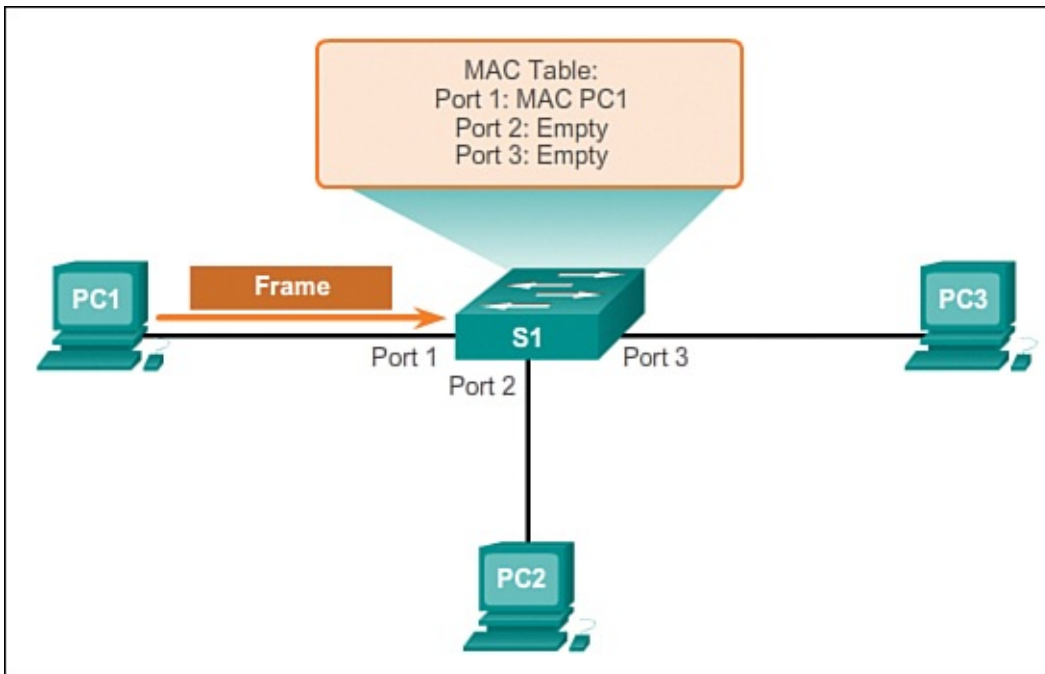 MAC Table:
Port 1: MAC PC1
Port 2: Empty
Port 3: Empty
PC1
Frame
S1
PC3
Port 1
Port 2
Port 3
PC2